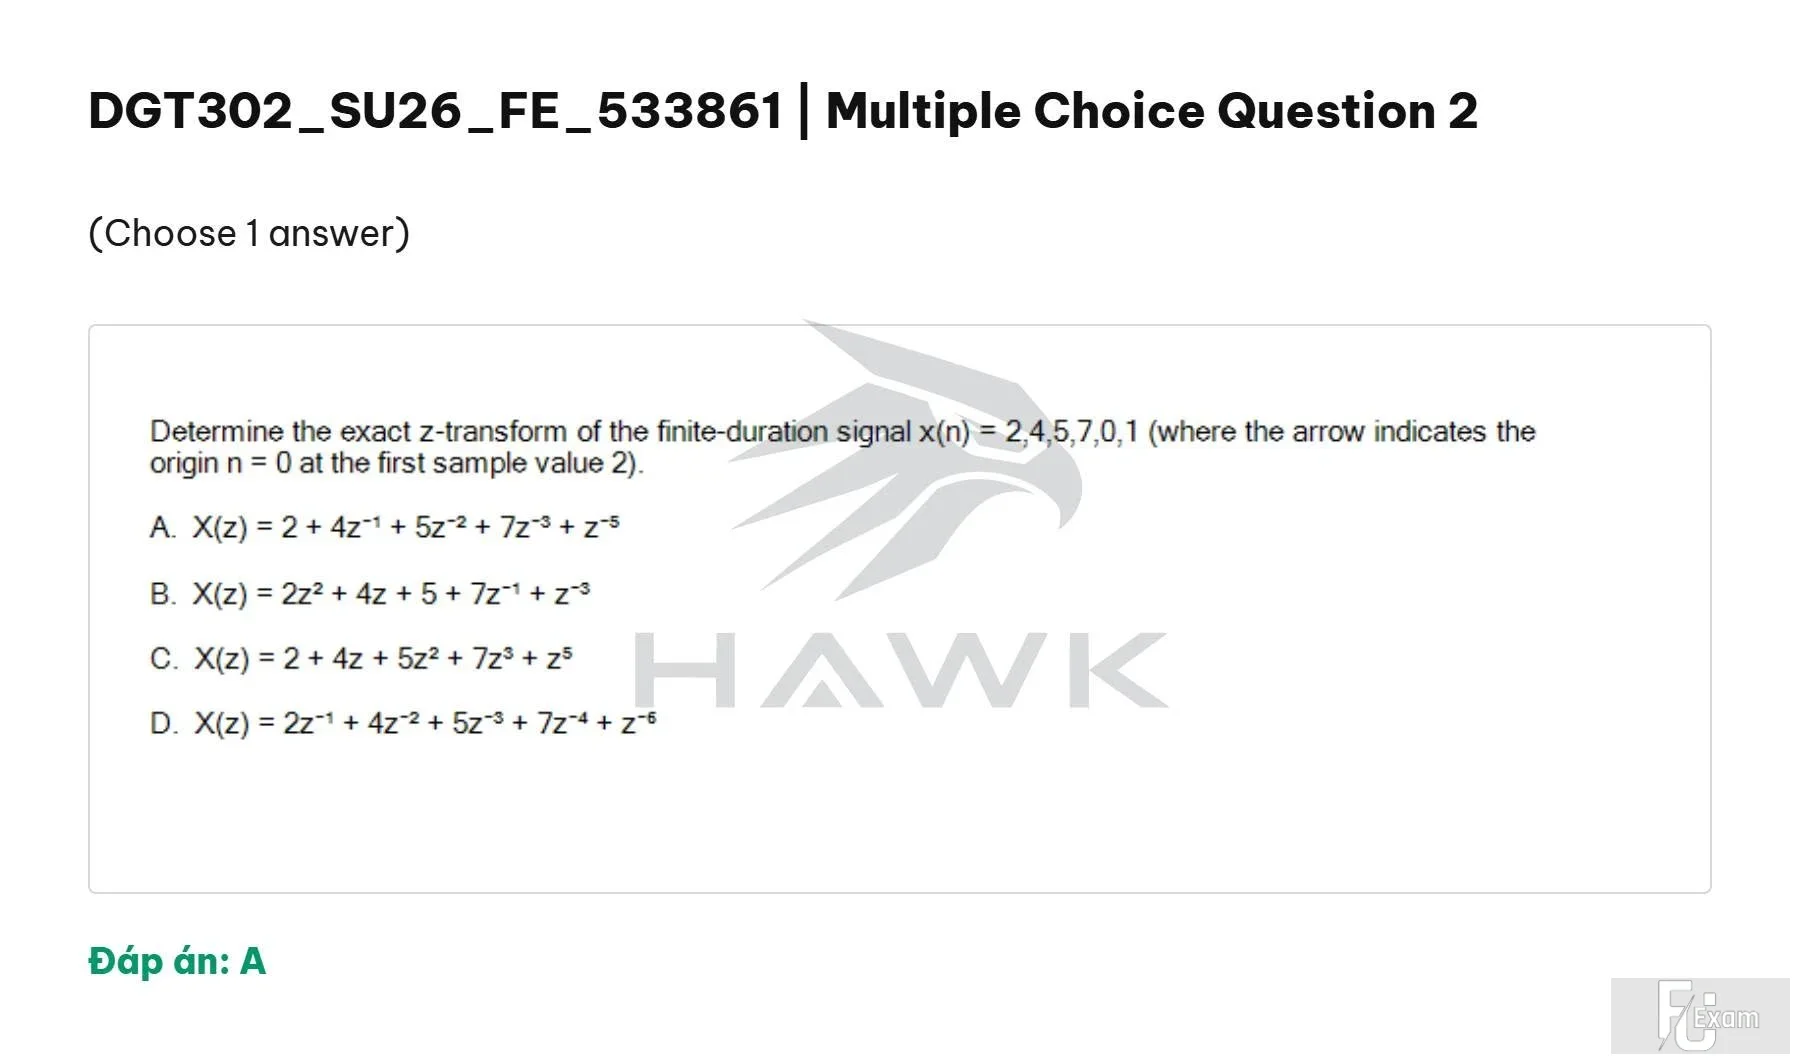 DGT302_SU26_FE_533861 | Multiple Choice Question 2
(Choose 1 answer)
Determine the exact z-transform of the finite-duration signal x(n) = 2,4,5,7,0,1 (where the arrow indicates the
origin n = 0 at the first sample value 2).
A. X(z) = 2 + 4z⁻¹ + 5z⁻² + 7z⁻³ + z⁻⁵
B. X(z) = 2z² + 4z + 5 + 7z⁻¹ + z⁻³
C. X(z) = 2 + 4z + 5z² + 7z³ + z⁵
D. X(z) = 2z⁻¹ + 4z⁻² + 5z⁻³ + 7z⁻⁴ + z⁻⁶
HAWK
Đáp án: A
FU Exam